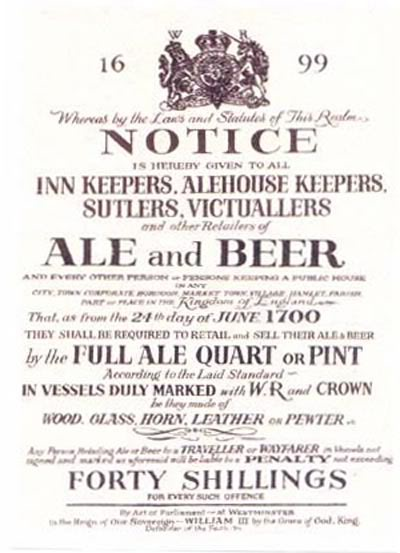 W R
16 99
Whereas by the Laws and Statutes of This Realm
NOTICE
IS HEREBY GIVEN TO ALL
INN KEEPERS, ALEHOUSE KEEPERS,
SUTLERS, VICTUALLERS
and other Retailers of
ALE and BEER
AND EVERY OTHER PERSON or PERSONS KEEPING A PUBLIC HOUSE
IN ANY
CITY, TOWN CORPORATE, BOROUGH, MARKET TOWN, VILLAGE, HAMLET, PARISH,
PART or PLACE IN THE Kingdom of England
That, as from the 24th day of JUNE 1700
THEY SHALL BE REQUIRED TO RETAIL and SELL THEIR ALE & BEER
by the FULL ALE QUART OR PINT
According to the Laid Standard
IN VESSELS DULY MARKED with W.R and CROWN
be they made of
WOOD, GLASS, HORN, LEATHER OR PEWTER
Any Person Retailing Ale or Beer to a TRAVELLER or WAYFARER in Vessels not
signed and marked as aforesaid will be liable to a PENALTY not exceeding
FORTY SHILLINGS
FOR EVERY SUCH OFFENCE
By Act of Parliament - at WESTMINSTER
In the Reign of Our Sovereign - WILLIAM III by the Grace of God, King,
Defender of the Faith